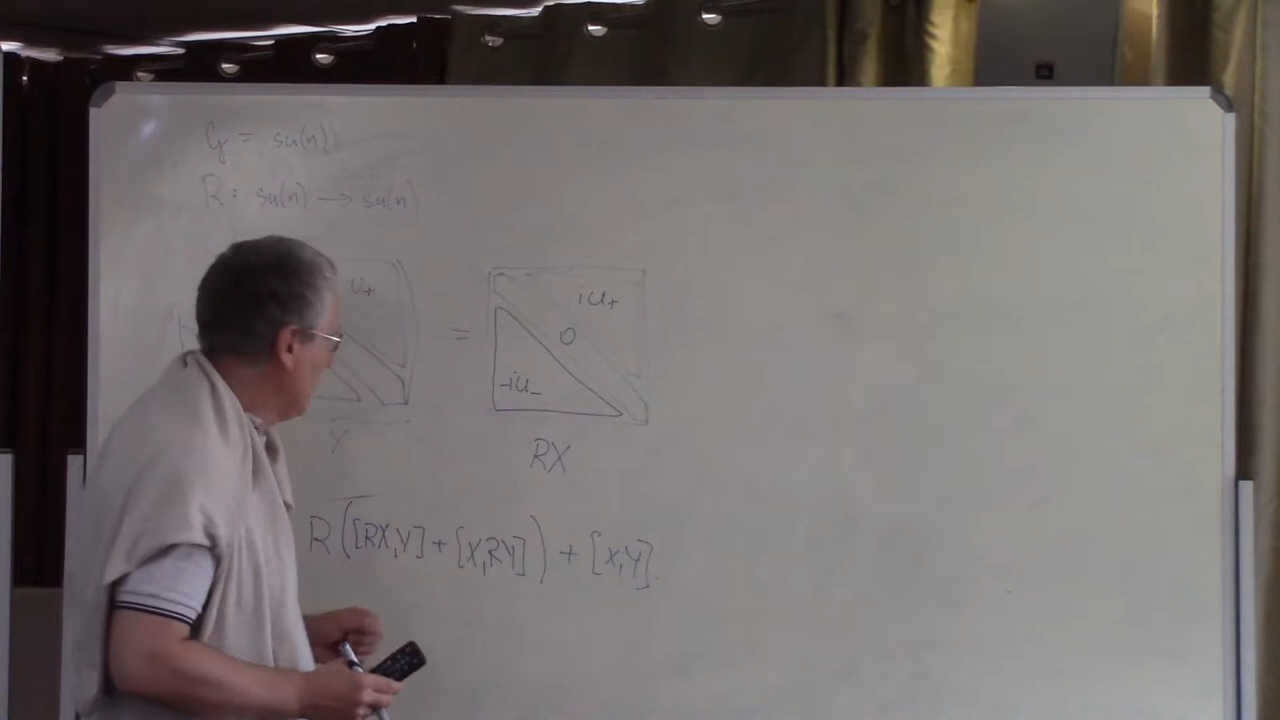 G = su(n)
R: su(n) → su(n)
u₊ = iu₊
0
-iu₋
X
RX
R([RX,Y] + [X,RY]) + [X,Y]